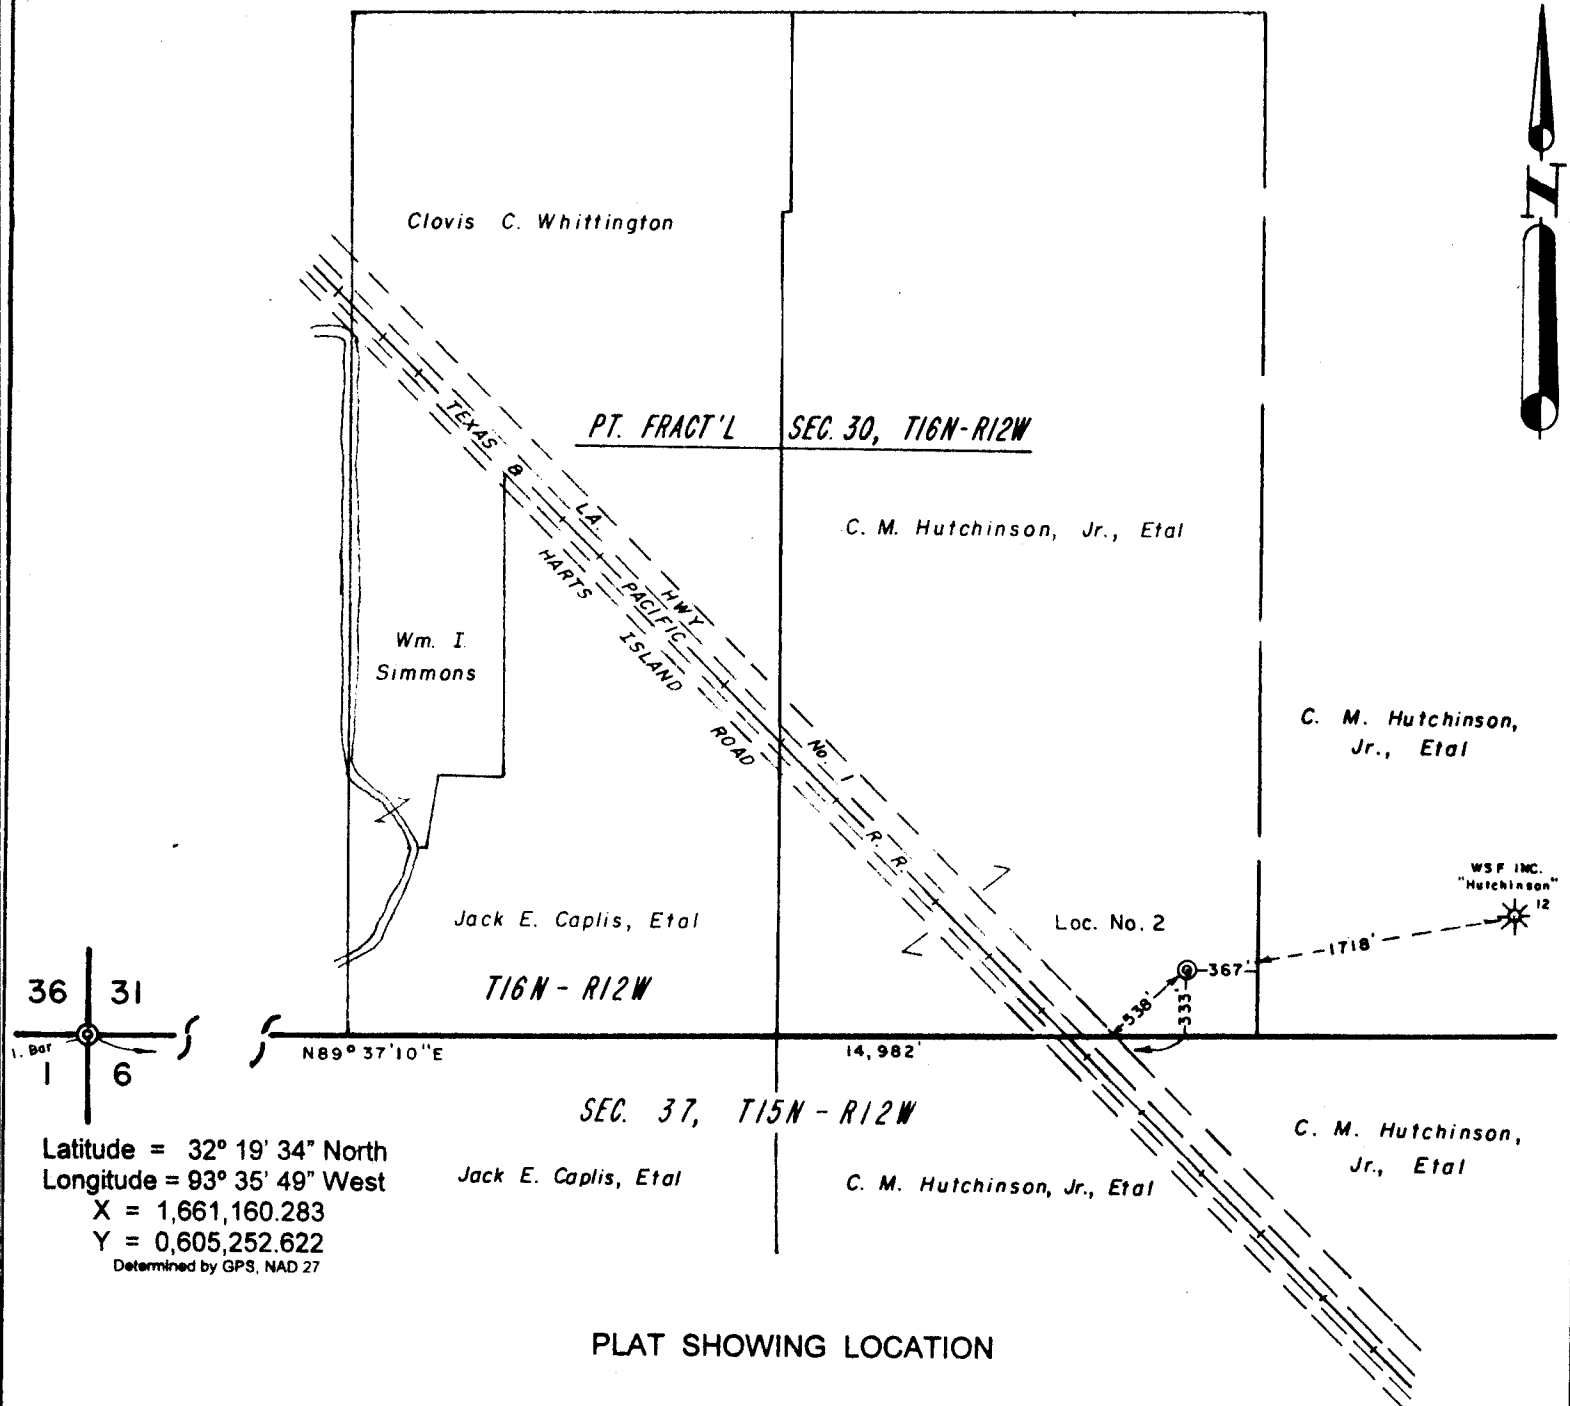 Clovis C. Whittington
PT. FRACT'L SEC. 30, T16N-R12W
TEXAS &
PACIFIC
R. R.
LA.
HWY
No. 1
HARTS
ISLAND
ROAD
C. M. Hutchinson, Jr., Etal
Wm. I.
Simmons
C. M. Hutchinson,
Jr., Etal
WSF INC.
"Hutchinson"
12
Jack E. Caplis, Etal
Loc. No. 2
1718'
367'
338'
333'
T16N-R12W
36 31
I. Bar
1 6
N89°37'10"E
14,982'
SEC. 37, T15N-R12W
Latitude = 32° 19' 34" North
Longitude = 93° 35' 49" West
X = 1,661,160.283
Y = 0,605,252.622
Determined by GPS, NAD 27
Jack E. Caplis, Etal
C. M. Hutchinson, Jr., Etal
C. M. Hutchinson,
Jr., Etal
PLAT SHOWING LOCATION